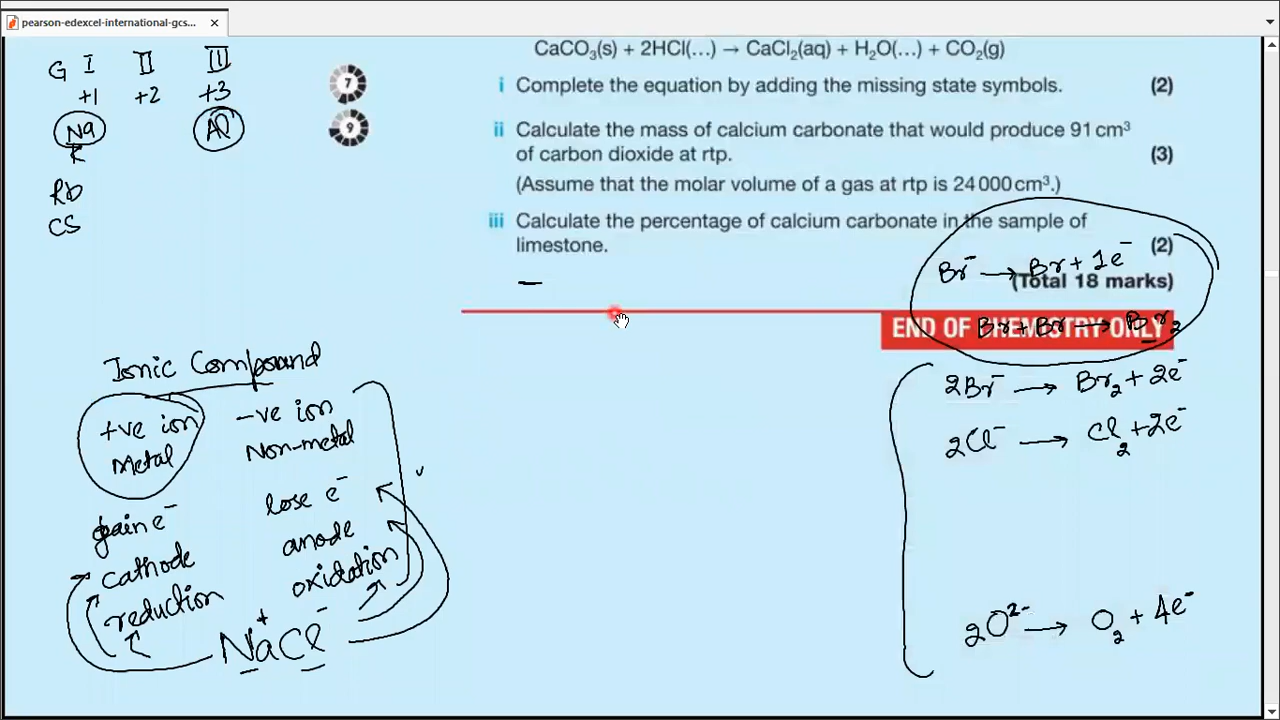 pearson-edexcel-international-gcs... ×
G I II III
+1 +2 +3
Na Al
K
Rb
Cs
7
9
CaCO₃(s) + 2HCl(…) → CaCl₂(aq) + H₂O(…) + CO₂(g)
i Complete the equation by adding the missing state symbols. (2)
ii Calculate the mass of calcium carbonate that would produce 91 cm³
of carbon dioxide at rtp. (3)
(Assume that the molar volume of a gas at rtp is 24 000 cm³.)
iii Calculate the percentage of calcium carbonate in the sample of
limestone. (2)
(Total 18 marks)
END OF CHEMISTRY ONLY
Br⁻ → Br + 1e⁻
Br + Br → Br₂
2Br⁻ → Br₂ + 2e⁻
2Cl⁻ → Cl₂ + 2e⁻
2O²⁻ → O₂ + 4e⁻
Ionic Compound
+ve ion -ve ion
Metal Non-metal
gain e⁻ lose e⁻
cathode anode
reduction oxidation
Na⁺Cl⁻